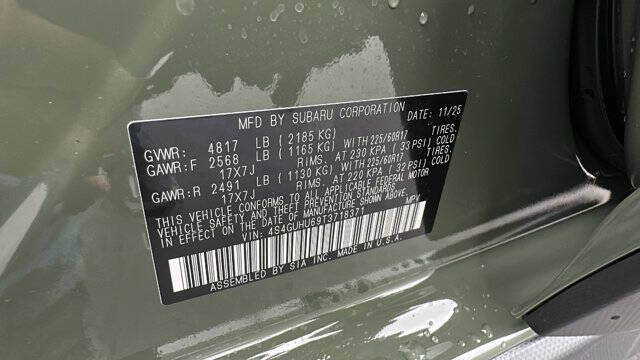 MFD BY SUBARU CORPORATION DATE: 11/25
GVWR: 4817 LB (2185 KG)
GAWR:F 2568 LB (1165 KG) WITH 225/60R17 TIRES.
17X7J RIMS. AT 230 KPA (33 PSI) COLD
GAWR:R 2491 LB (1130 KG) WITH 225/60R17 TIRES.
17X7J RIMS. AT 220 KPA (32 PSI) COLD
THIS VEHICLE CONFORMS TO ALL APPLICABLE FEDERAL MOTOR
VEHICLE SAFETY AND THEFT PREVENTION STANDARDS
IN EFFECT ON THE DATE OF MANUFACTURE SHOWN ABOVE.
VIN: 4S4GUHU69T3718371 MPV
ASSEMBLED BY SIA INC. MADE IN U.S.A.